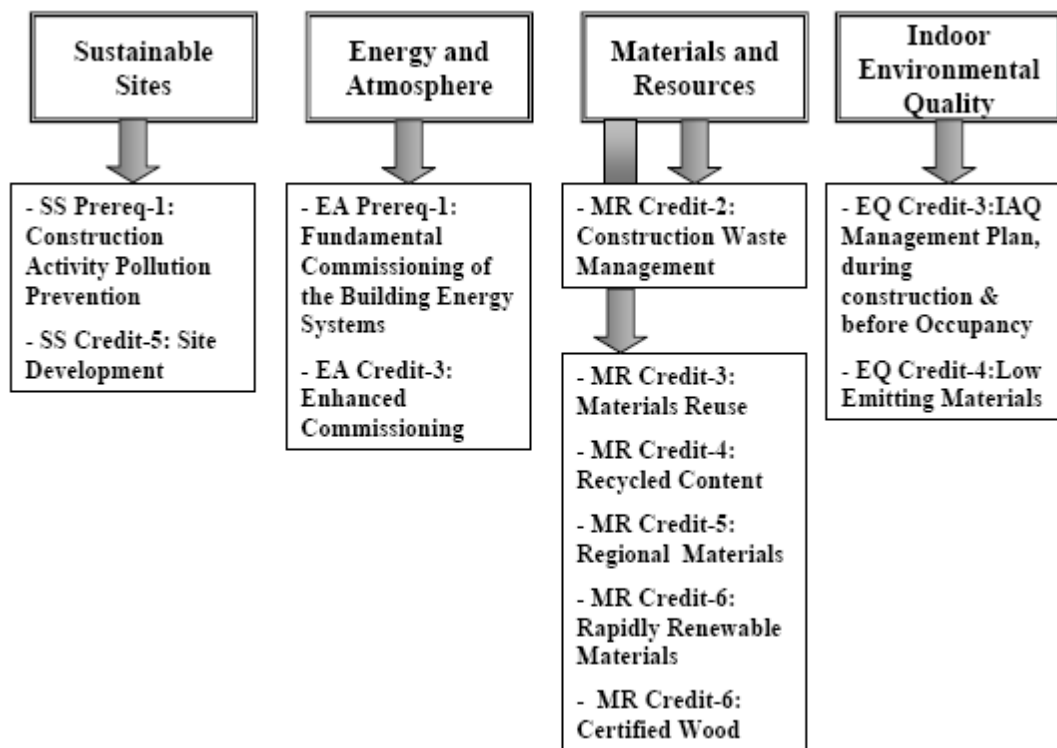 Sustainable
Sites
Energy and
Atmosphere
Materials and
Resources
Indoor
Environmental
Quality
- SS Prereq-1:
Construction
Activity Pollution
Prevention
- SS Credit-5: Site
Development
- EA Prereq-1:
Fundamental
Commissioning of
the Building Energy
Systems
- EA Credit-3:
Enhanced
Commissioning
- MR Credit-2:
Construction Waste
Management
- MR Credit-3:
Materials Reuse
- MR Credit-4:
Recycled Content
- MR Credit-5:
Regional Materials
- MR Credit-6:
Rapidly Renewable
Materials
- MR Credit-6:
Certified Wood
- EQ Credit-3:IAQ
Management Plan,
during
construction &
before Occupancy
- EQ Credit-4:Low
Emitting Materials